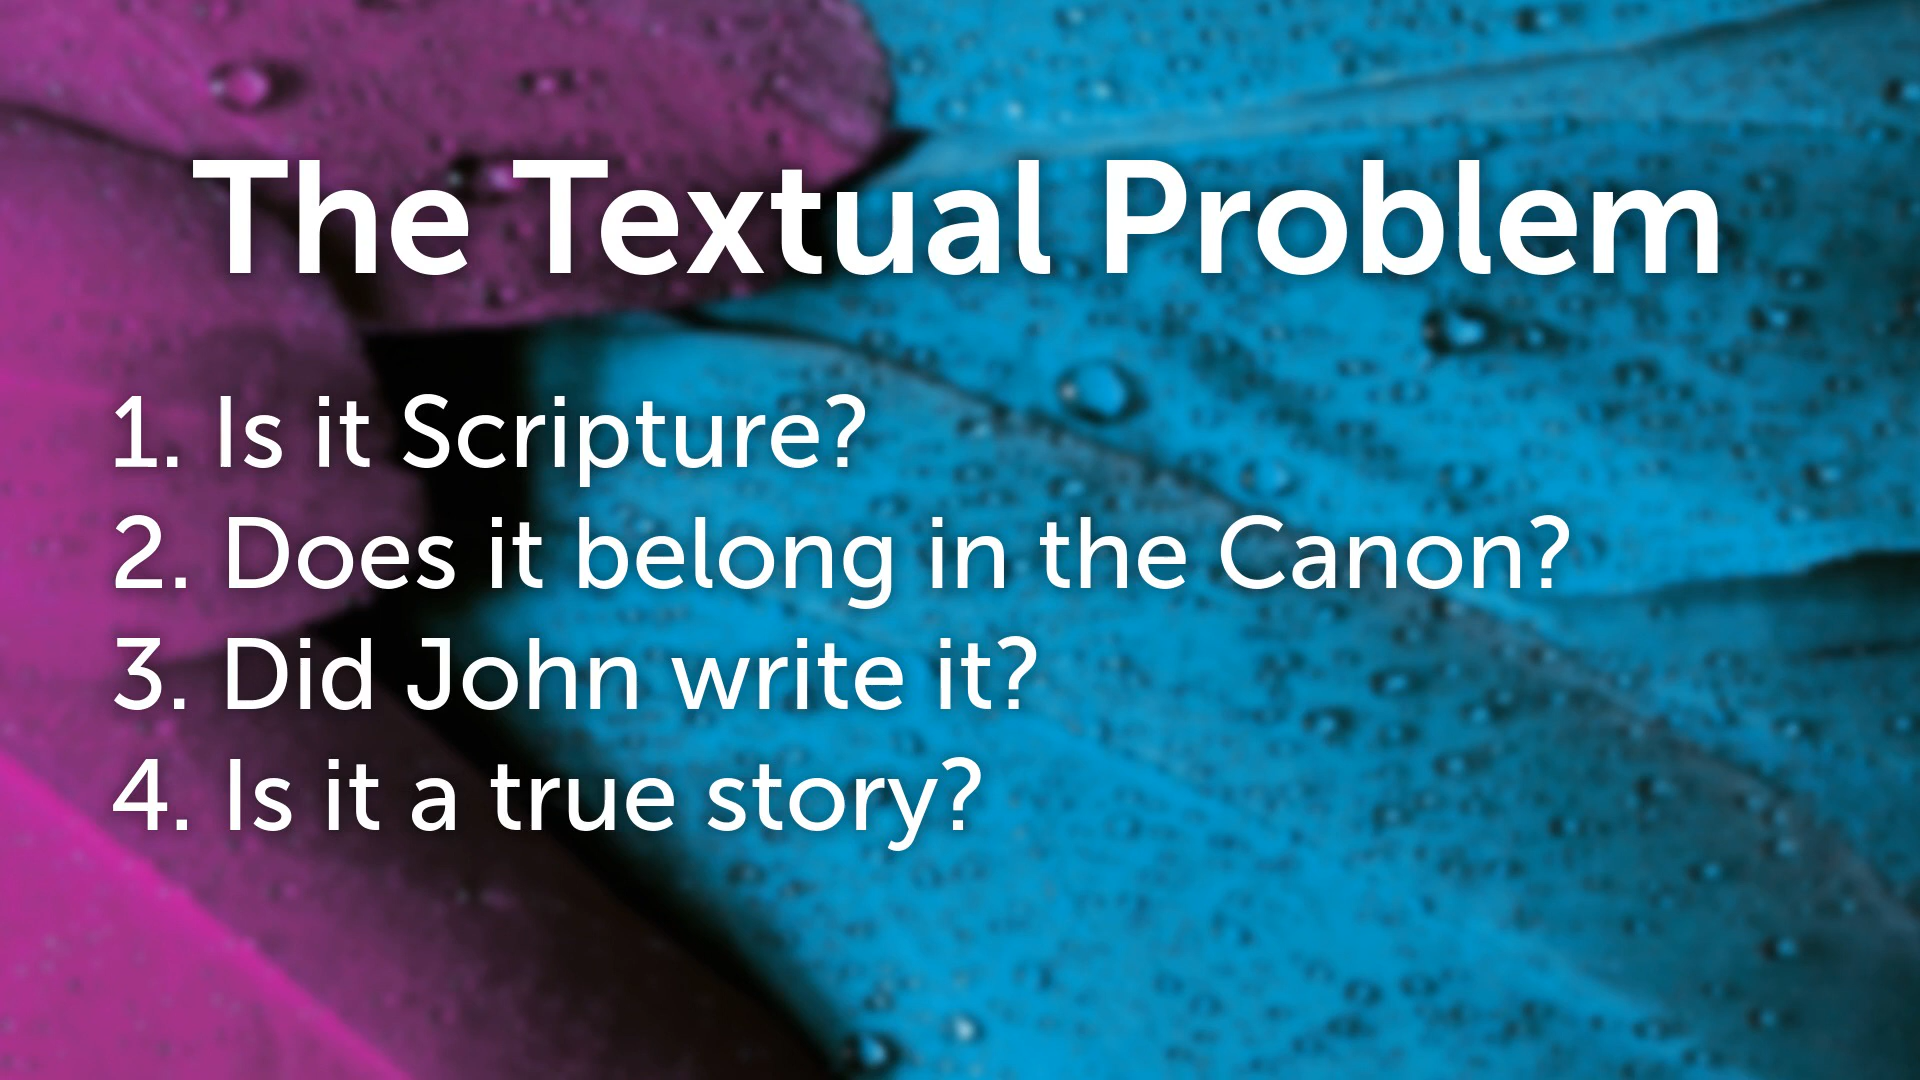 The Textual Problem
1. Is it Scripture?
2. Does it belong in the Canon?
3. Did John write it?
4. Is it a true story?